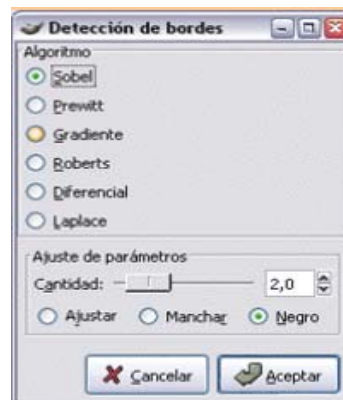 Detección de bordes
Algoritmo
Sobel
Prewitt
Gradiente
Roberts
Diferencial
Laplace
Ajuste de parámetros
Cantidad: 2,0
Ajustar Manchar Negro
Cancelar Aceptar